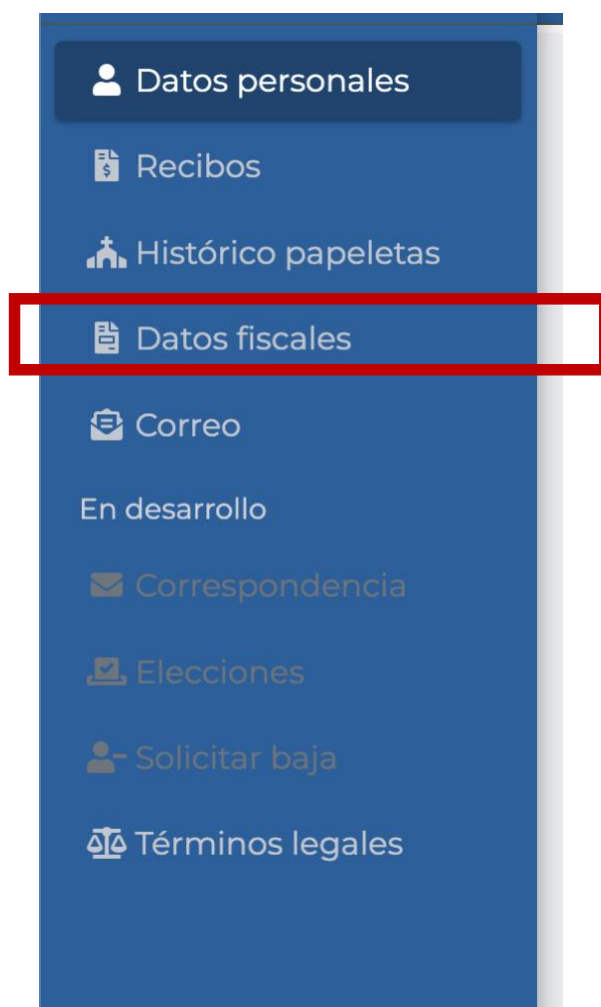 Datos personales
Recibos
Histórico papeletas
Datos fiscales
Correo
En desarrollo
Correspondencia
Elecciones
Solicitar baja
Términos legales